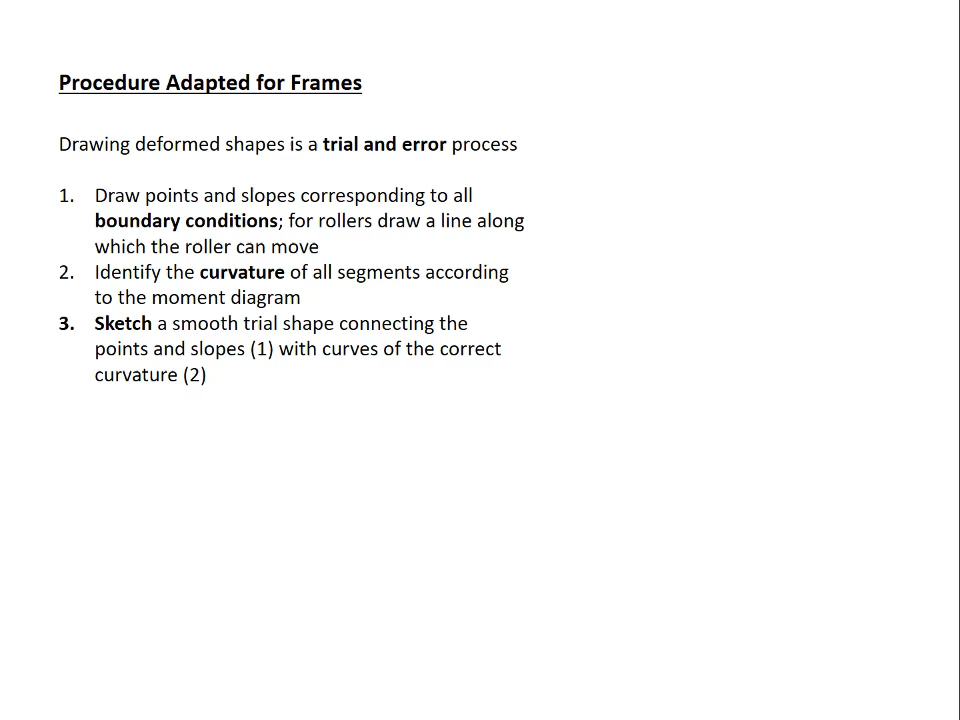 Procedure Adapted for Frames
Drawing deformed shapes is a trial and error process
1. Draw points and slopes corresponding to all
boundary conditions; for rollers draw a line along
which the roller can move
2. Identify the curvature of all segments according
to the moment diagram
3. Sketch a smooth trial shape connecting the
points and slopes (1) with curves of the correct
curvature (2)